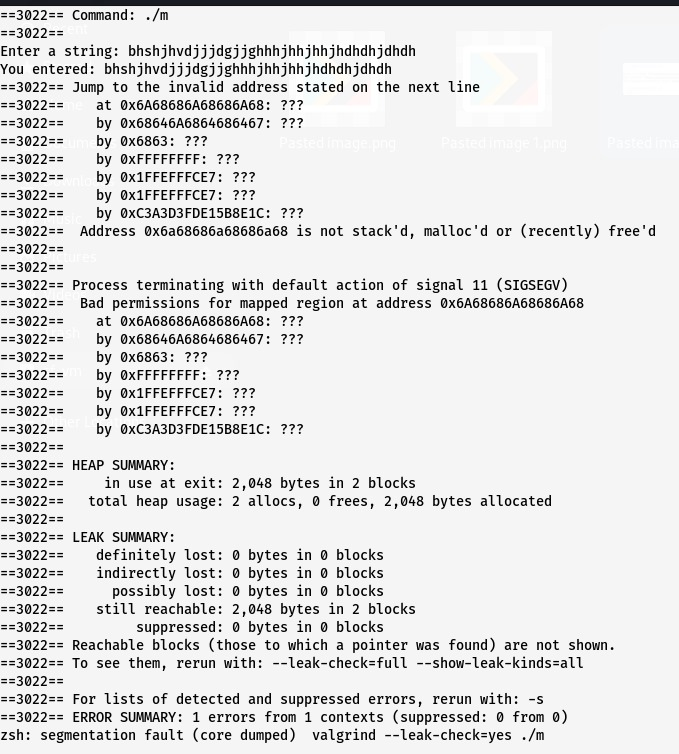 ==3022== Command: ./m
==3022==
Enter a string: bhshjhvdjjjdgjjghhhjhhjhhjhdhdhjdhdh
You entered: bhshjhvdjjjdgjjghhhjhhjhhjhdhdhjdhdh
==3022== Jump to the invalid address stated on the next line
==3022==    at 0x6A68686A68686A68: ???
==3022==    by 0x68646A6864686467: ???
==3022==    by 0x6863: ???
==3022==    by 0xFFFFFFFF: ???
==3022==    by 0x1FFEFFFCE7: ???
==3022==    by 0x1FFEFFFCE7: ???
==3022==    by 0xC3A3D3FDE15B8E1C: ???
==3022==  Address 0x6a68686a68686a68 is not stack'd, malloc'd or (recently) free'd
==3022==
==3022==
==3022== Process terminating with default action of signal 11 (SIGSEGV)
==3022==  Bad permissions for mapped region at address 0x6A68686A68686A68
==3022==    at 0x6A68686A68686A68: ???
==3022==    by 0x68646A6864686467: ???
==3022==    by 0x6863: ???
==3022==    by 0xFFFFFFFF: ???
==3022==    by 0x1FFEFFFCE7: ???
==3022==    by 0x1FFEFFFCE7: ???
==3022==    by 0xC3A3D3FDE15B8E1C: ???
==3022==
==3022== HEAP SUMMARY:
==3022==     in use at exit: 2,048 bytes in 2 blocks
==3022==   total heap usage: 2 allocs, 0 frees, 2,048 bytes allocated
==3022==
==3022== LEAK SUMMARY:
==3022==    definitely lost: 0 bytes in 0 blocks
==3022==    indirectly lost: 0 bytes in 0 blocks
==3022==      possibly lost: 0 bytes in 0 blocks
==3022==    still reachable: 2,048 bytes in 2 blocks
==3022==         suppressed: 0 bytes in 0 blocks
==3022== Reachable blocks (those to which a pointer was found) are not shown.
==3022== To see them, rerun with: --leak-check=full --show-leak-kinds=all
==3022==
==3022== For lists of detected and suppressed errors, rerun with: -s
==3022== ERROR SUMMARY: 1 errors from 1 contexts (suppressed: 0 from 0)
zsh: segmentation fault (core dumped)  valgrind --leak-check=yes ./m
Pasted image.png
Pasted image 1.png